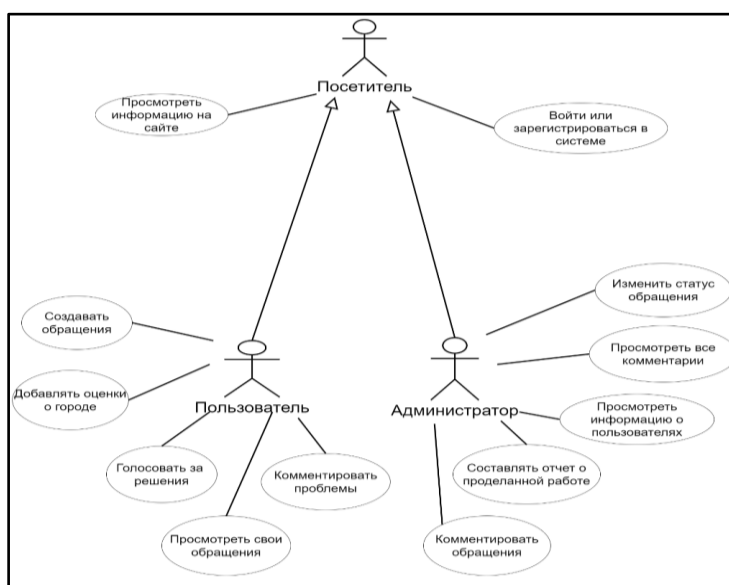 Посетитель
Просмотреть
информацию на
сайте
Войти или
зарегистрироваться в
системе
Изменить статус
обращения
Создавать
обращения
Просмотреть все
комментарии
Добавлять оценки
о городе
Пользователь
Администратор
Просмотреть
информацию о
пользователях
Голосовать за
решения
Комментировать
проблемы
Составлять отчет о
проделанной работе
Просмотреть свои
обращения
Комментировать
обращения